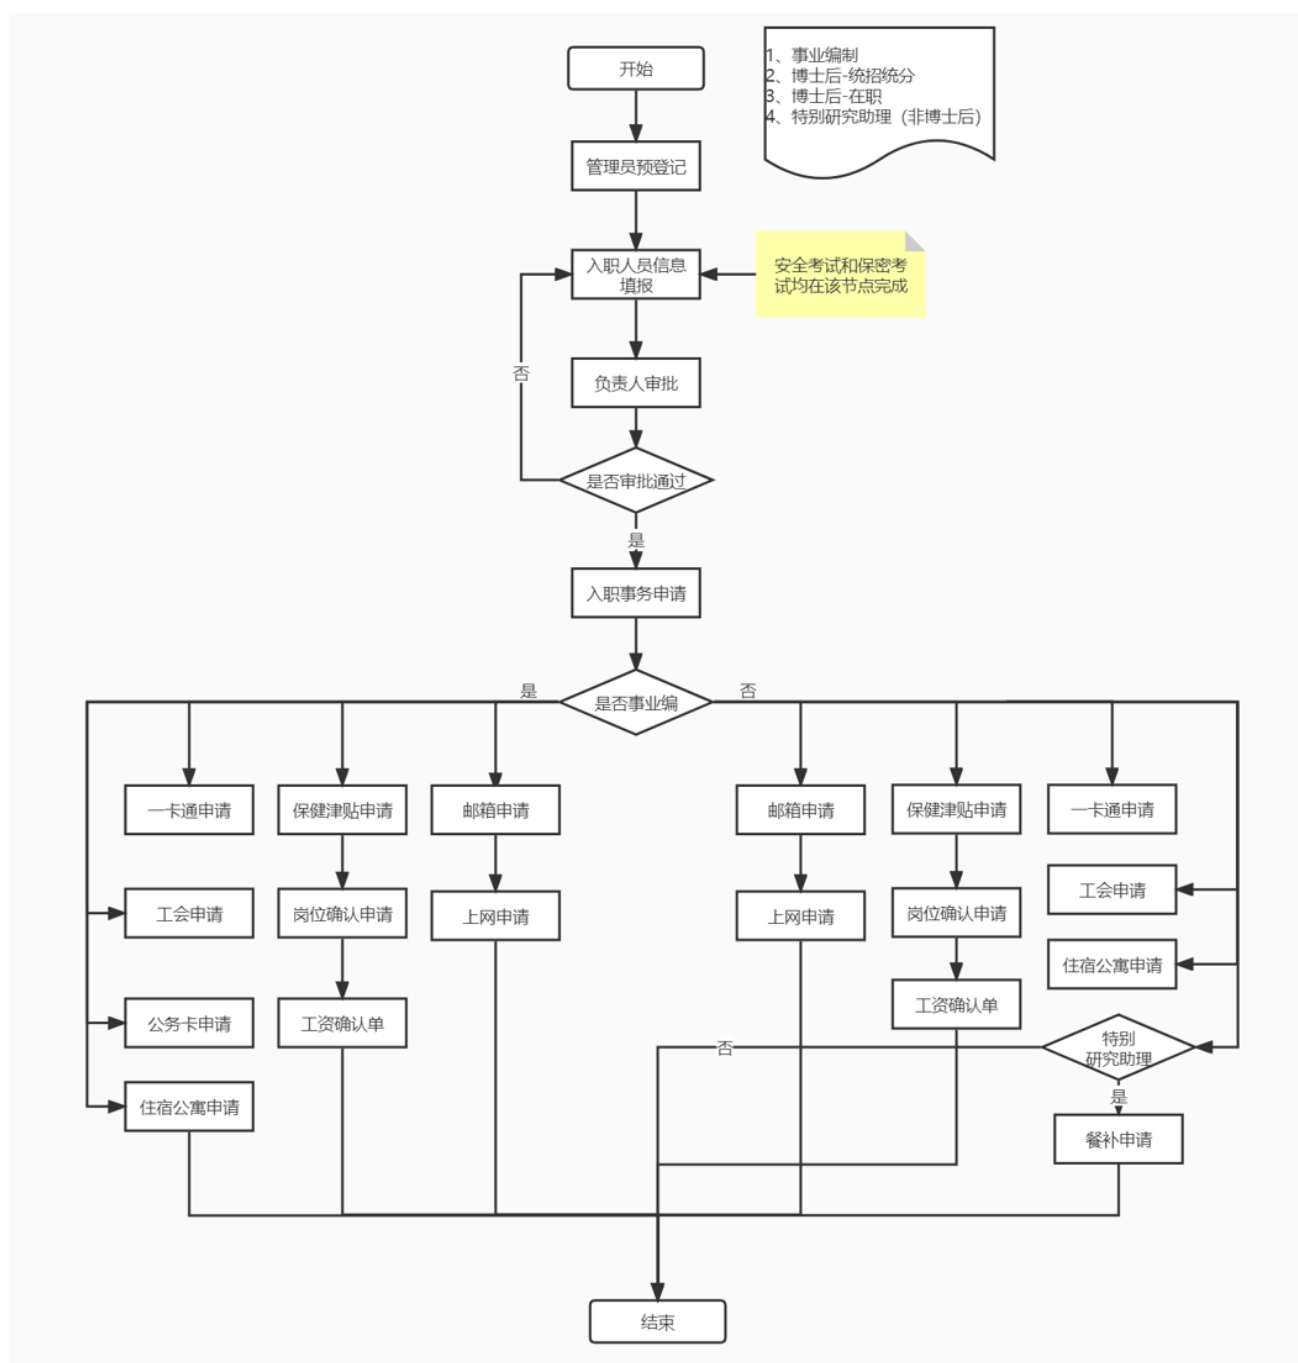 开始
1、事业编制
2、博士后-统招统分
3、博士后-在职
4、特别研究助理（非博士后）
管理员预登记
入职人员信息
填报
安全考试和保密考
试均在该节点完成
否
负责人审批
是否审批通过
是
入职事务申请
是
是否事业编
否
一卡通申请
保健津贴申请
邮箱申请
邮箱申请
保健津贴申请
一卡通申请
工会申请
岗位确认申请
上网申请
上网申请
岗位确认申请
工会申请
住宿公寓申请
公务卡申请
工资确认单
工资确认单
否
特别
研究助理
是
住宿公寓申请
餐补申请
结束